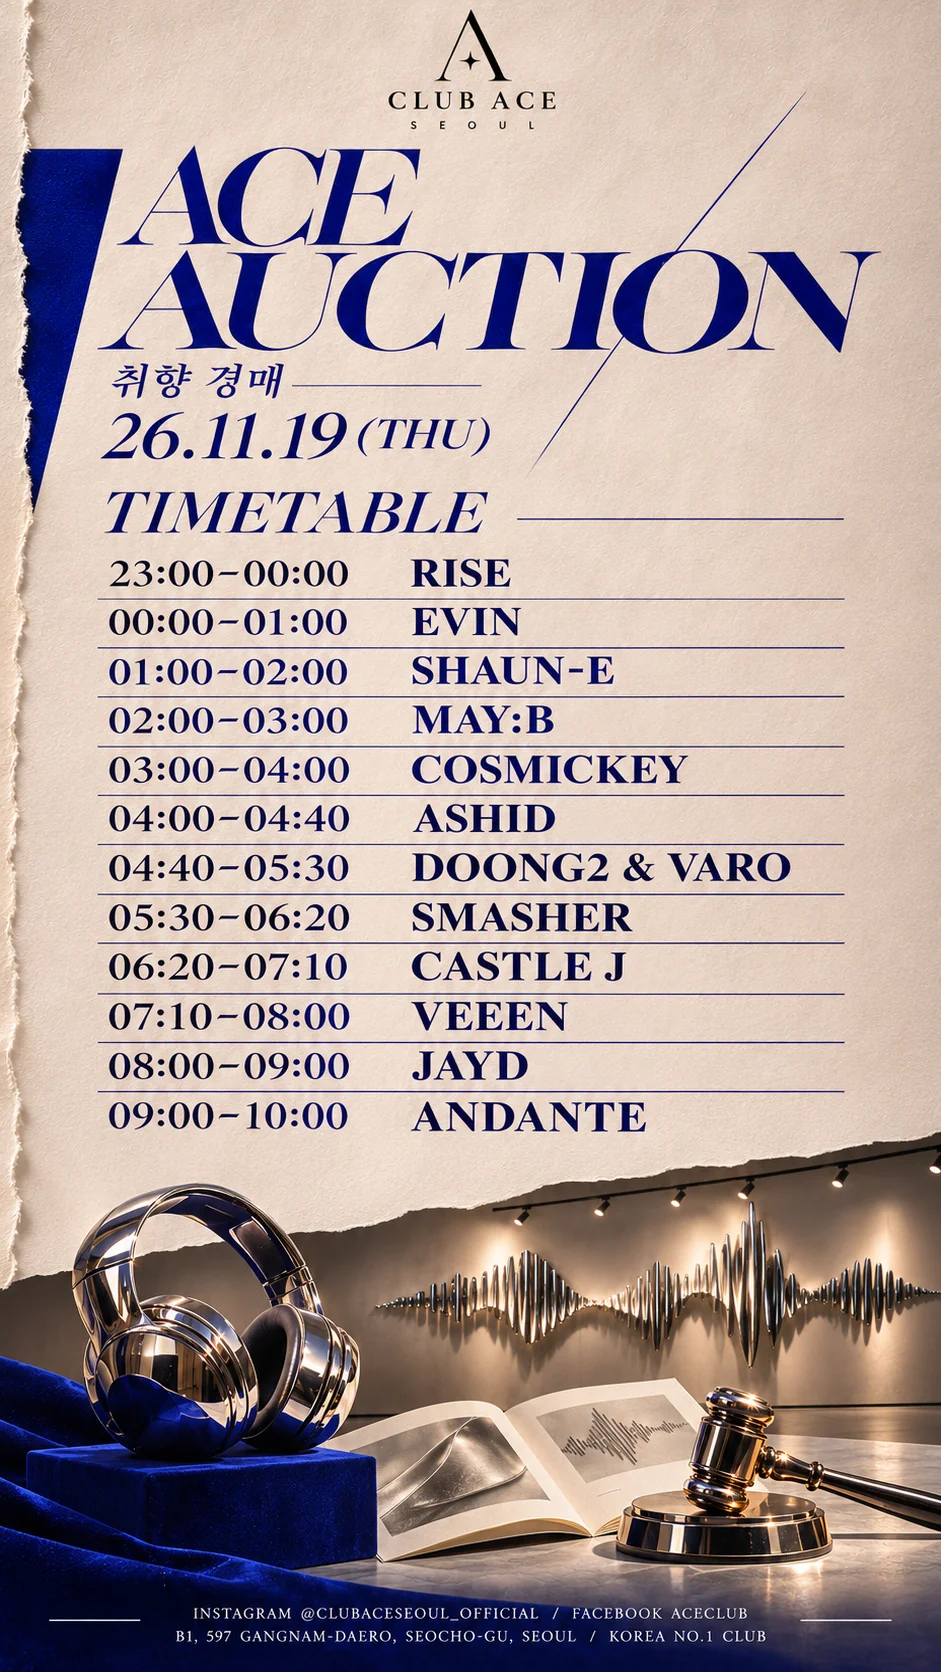 A
CLUB ACE
SEOUL
ACE
AUCTION
취향 경매
26.11.19 (THU)
TIMETABLE
23:00-00:00 RISE
00:00-01:00 EVIN
01:00-02:00 SHAUN-E
02:00-03:00 MAY:B
03:00-04:00 COSMICKEY
04:00-04:40 ASHID
04:40-05:30 DOONG2 & VARO
05:30-06:20 SMASHER
06:20-07:10 CASTLE J
07:10-08:00 VEEEN
08:00-09:00 JAYD
09:00-10:00 ANDANTE
INSTAGRAM @CLUBACESEOUL_OFFICIAL / FACEBOOK ACECLUB
B1, 597 GANGNAM-DAERO, SEOCHO-GU, SEOUL / KOREA NO.1 CLUB